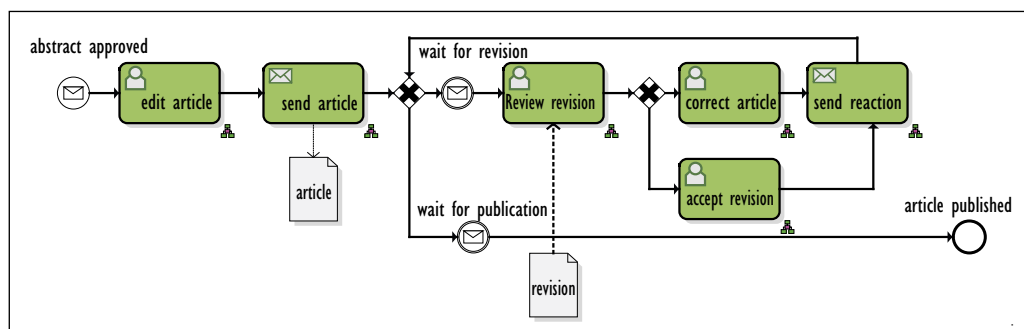 abstract approved
wait for revision
edit article
send article
Review revision
correct article
send reaction
article
accept revision
wait for publication
article published
revision